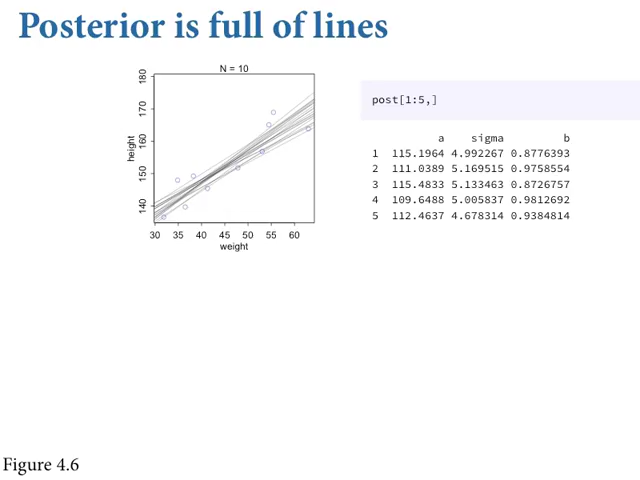 Posterior is full of lines
N = 10
180
170
160
150
140
height
30 35 40 45 50 55 60
weight
post[1:5,]
a sigma b
1 115.1964 4.992267 0.8776393
2 111.0389 5.169515 0.9758554
3 115.4833 5.133463 0.8726757
4 109.6488 5.005837 0.9812692
5 112.4637 4.678314 0.9384814
Figure 4.6